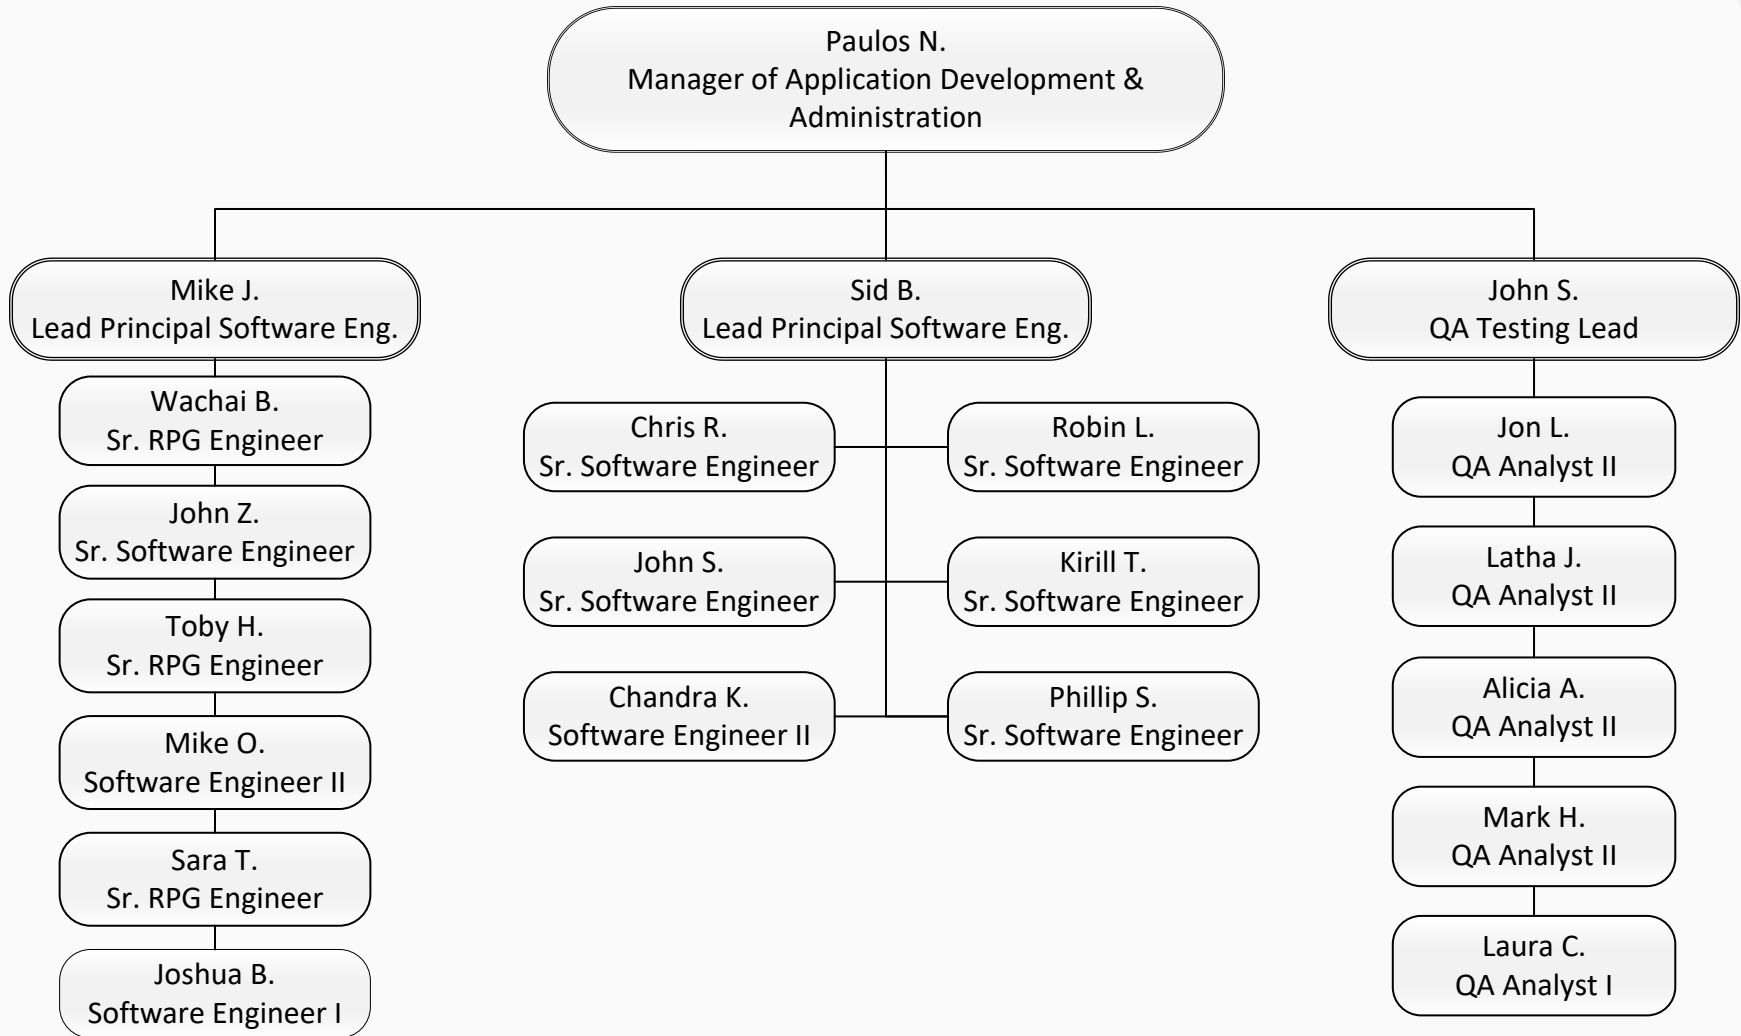 Paulos N.
Manager of Application Development &
Administration
Mike J.
Lead Principal Software Eng.
Wachai B.
Sr. RPG Engineer
John Z.
Sr. Software Engineer
Toby H.
Sr. RPG Engineer
Mike O.
Software Engineer II
Sara T.
Sr. RPG Engineer
Joshua B.
Software Engineer I
Sid B.
Lead Principal Software Eng.
Chris R.
Sr. Software Engineer
Robin L.
Sr. Software Engineer
John S.
Sr. Software Engineer
Kirill T.
Sr. Software Engineer
Chandra K.
Software Engineer II
Phillip S.
Sr. Software Engineer
John S.
QA Testing Lead
Jon L.
QA Analyst II
Latha J.
QA Analyst II
Alicia A.
QA Analyst II
Mark H.
QA Analyst II
Laura C.
QA Analyst I